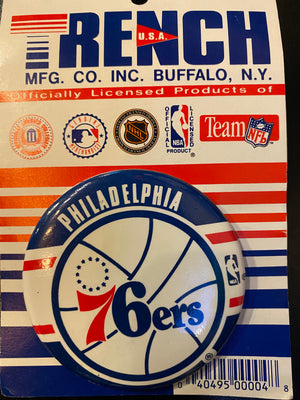 TRENCH
U.S.A.
MFG. CO. INC. BUFFALO, N.Y.
Officially Licensed Products of
OFFICIAL
NBA
PRODUCT
LICENSED
Team NFL
PHILADELPHIA
76ers
®
0 40495 00004 8